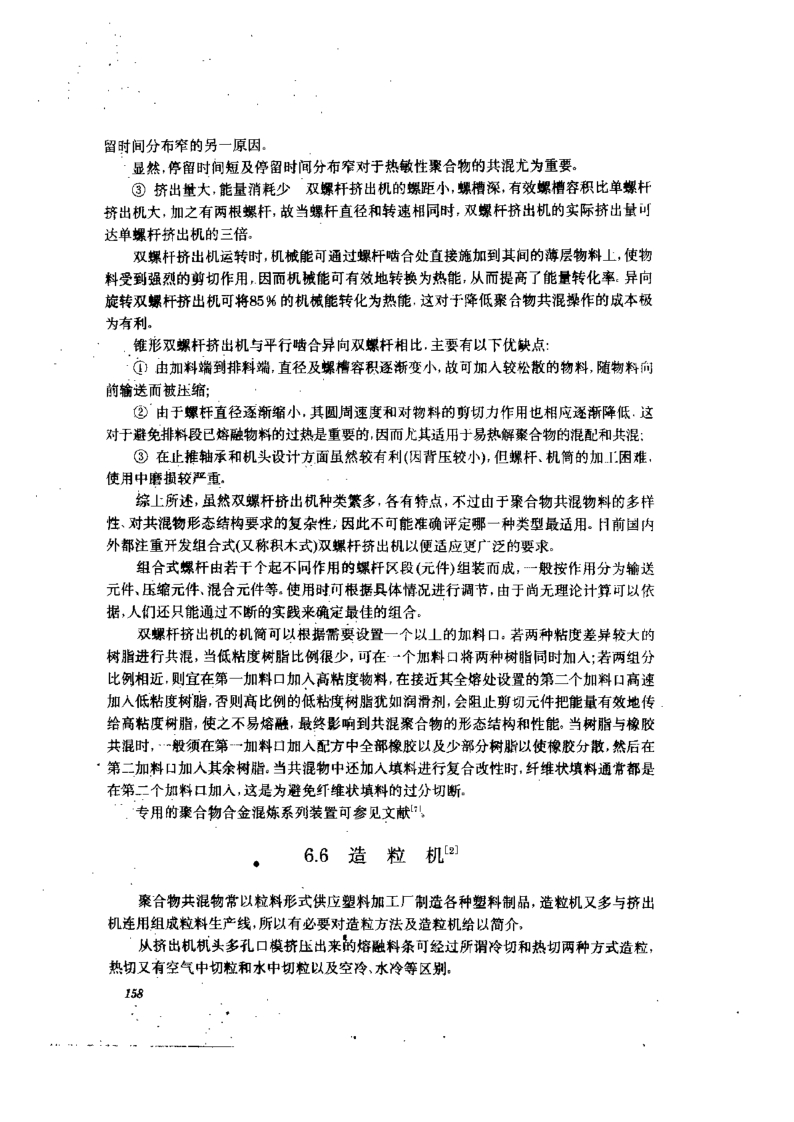 留时间分布窄的另一原因。
显然,停留时间短及停留时间分布窄对于热敏性聚合物的共混尤为重要。
③ 挤出量大,能量消耗少 双螺杆挤出机的螺距小,螺槽深,有效螺槽容积比单螺杆
挤出机大,加之有两根螺杆,故当螺杆直径和转速相同时,双螺杆挤出机的实际挤出量可
达单螺杆挤出机的三倍。
双螺杆挤出机运转时,机械能可通过螺杆啮合处直接施加到其间的薄层物料上,使物
料受到强烈的剪切作用,因而机械能可有效地转换为热能,从而提高了能量转化率。异向
旋转双螺杆挤出机可将85%的机械能转化为热能,这对于降低聚合物共混操作的成本极
为有利。
锥形双螺杆挤出机与平行啮合异向双螺杆相比,主要有以下优缺点:
① 由加料端到排料端,直径及螺槽容积逐渐变小,故可加入较松散的物料,随物料向
前输送而被压缩;
② 由于螺杆直径逐渐缩小,其圆周速度和对物料的剪切力作用也相应逐渐降低,这
对于避免排料段已熔融物料的过热是重要的,因而尤其适用于易热解聚合物的混配和共混;
③ 在止推轴承和机头设计方面虽然较有利(因背压较小),但螺杆、机筒的加工困难,
使用中磨损较严重。
综上所述,虽然双螺杆挤出机种类繁多,各有特点,不过由于聚合物共混物料的多样
性、对共混物形态结构要求的复杂性,因此不可能准确评定哪一种类型最适用。目前国内
外都注重开发组合式(又称积木式)双螺杆挤出机以便适应更广泛的要求。
组合式螺杆由若干个起不同作用的螺杆区段(元件)组装而成,一般按作用分为输送
元件、压缩元件、混合元件等。使用时可根据具体情况进行调节,由于尚无理论计算可以依
据,人们还只能通过不断的实践来确定最佳的组合。
双螺杆挤出机的机筒可以根据需要设置一个以上的加料口。若两种粘度差异较大的
树脂进行共混,当低粘度树脂比例很少,可在一个加料口将两种树脂同时加入;若两组分
比例相近,则宜在第一加料口加入高粘度物料,在接近其全熔处设置的第二个加料口高速
加入低粘度树脂,否则高比例的低粘度树脂犹如润滑剂,会阻止剪切元件把能量有效地传
给高粘度树脂,使之不易熔融,最终影响到共混聚合物的形态结构和性能。当树脂与橡胶
共混时,一般须在第一加料口加入配方中全部橡胶以及少部分树脂以使橡胶分散,然后在
第二加料口加入其余树脂。当共混物中还加入填料进行复合改性时,纤维状填料通常都是
在第二个加料口加入,这是为避免纤维状填料的过分切断。
专用的聚合物合金混炼系列装置可参见文献[7]。
6.6 造粒机[2]
聚合物共混物常以粒料形式供应塑料加工厂制造各种塑料制品,造粒机又多与挤出
机连用组成粒料生产线,所以有必要对造粒方法及造粒机给以简介。
从挤出机机头多孔口模挤压出来的熔融料条可经过所谓冷切和热切两种方式造粒,
热切又有空气中切粒和水中切粒以及空冷、水冷等区别。
158